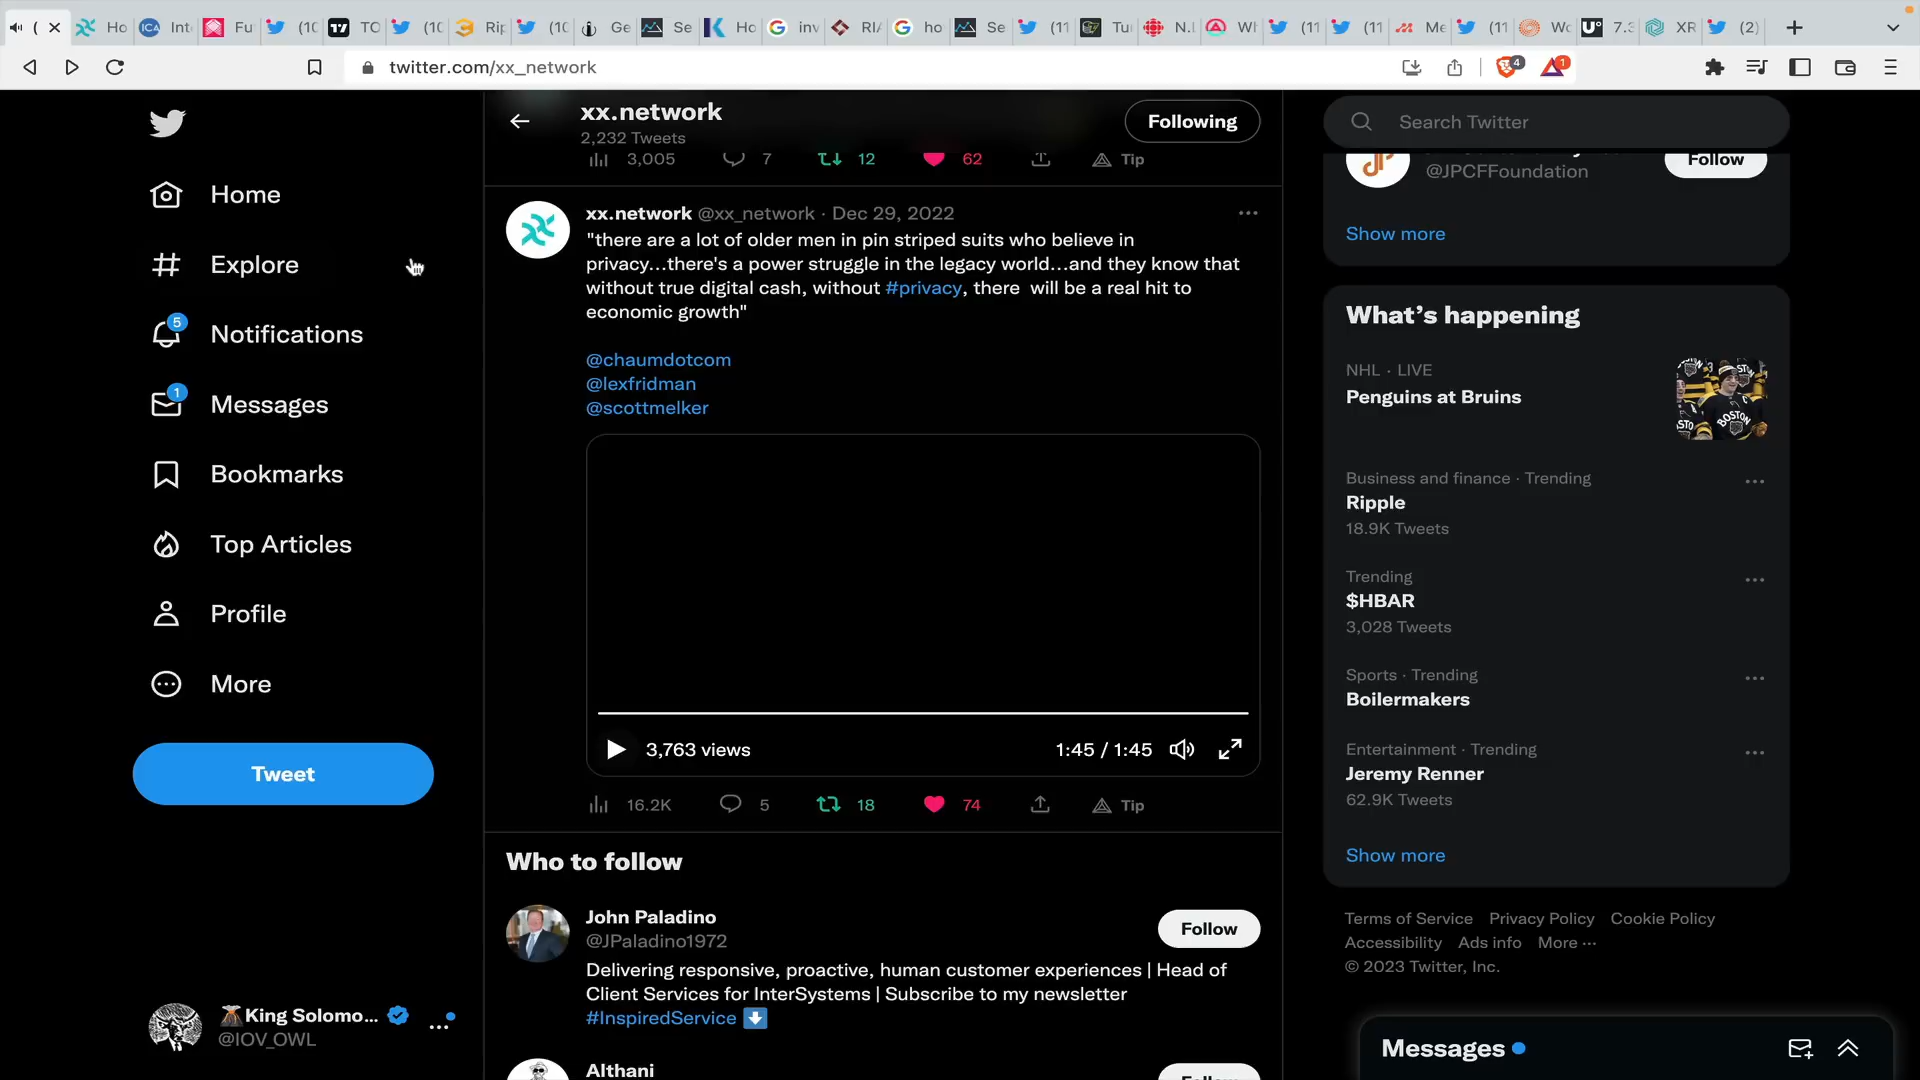 (
Ho
Int
Fu
(10
TO
(10
Rip
(10
Ge
Se
Ho
inv
RIA
ho
Se
(11
Tu
N.L
Wh
(11
(11
Me
(11
Wo
7.3
XR
(2)
twitter.com/xx_network
4
1
Home
Explore
5
Notifications
1
Messages
Bookmarks
Top Articles
Profile
More
Tweet
King Solomo...
@IOV_OWL
xx.network
2,232 Tweets
Following
3,005 7 12 62 Tip
xx.network @xx_network · Dec 29, 2022
"there are a lot of older men in pin striped suits who believe in
privacy...there's a power struggle in the legacy world...and they know that
without true digital cash, without #privacy, there will be a real hit to
economic growth"
@chaumdotcom
@lexfridman
@scottmelker
3,763 views 1:45 / 1:45
16.2K 5 18 74 Tip
Who to follow
John Paladino
@JPaladino1972
Follow
Delivering responsive, proactive, human customer experiences | Head of
Client Services for InterSystems | Subscribe to my newsletter
#InspiredService
Althani
Search Twitter
@JPCFFoundation
Follow
Show more
What's happening
NHL · LIVE
Penguins at Bruins
BOSTON
Business and finance · Trending
Ripple
18.9K Tweets
Trending
$HBAR
3,028 Tweets
Sports · Trending
Boilermakers
Entertainment · Trending
Jeremy Renner
62.9K Tweets
Show more
Terms of Service Privacy Policy Cookie Policy
Accessibility Ads info More ···
© 2023 Twitter, Inc.
Messages